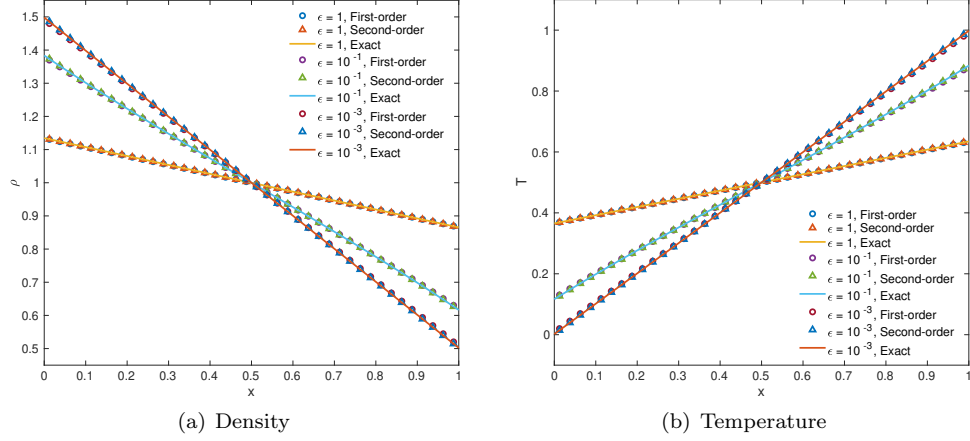 1.5
1.4
1.3
1.2
1.1
1
0.9
0.8
0.7
0.6
0.5
ρ
0 0.1 0.2 0.3 0.4 0.5 0.6 0.7 0.8 0.9 1
x
ϵ = 1, First-order
ϵ = 1, Second-order
ϵ = 1, Exact
ϵ = 10 -1, First-order
ϵ = 10 -1, Second-order
ϵ = 10 -1, Exact
ϵ = 10 -3, First-order
ϵ = 10 -3, Second-order
ϵ = 10 -3, Exact
(a) Density
1
0.8
0.6
0.4
0.2
0
T
0 0.1 0.2 0.3 0.4 0.5 0.6 0.7 0.8 0.9 1
x
ϵ = 1, First-order
ϵ = 1, Second-order
ϵ = 1, Exact
ϵ = 10 -1, First-order
ϵ = 10 -1, Second-order
ϵ = 10 -1, Exact
ϵ = 10 -3, First-order
ϵ = 10 -3, Second-order
ϵ = 10 -3, Exact
(b) Temperature